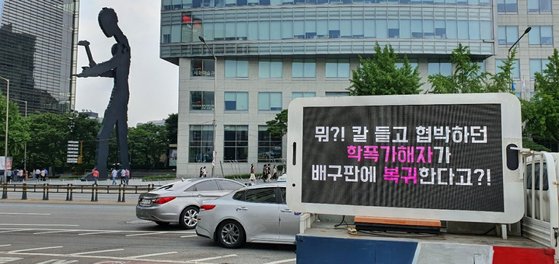 뭐?! 칼 들고 협박하던
학폭가해자가
배구판에 복귀한다고?!